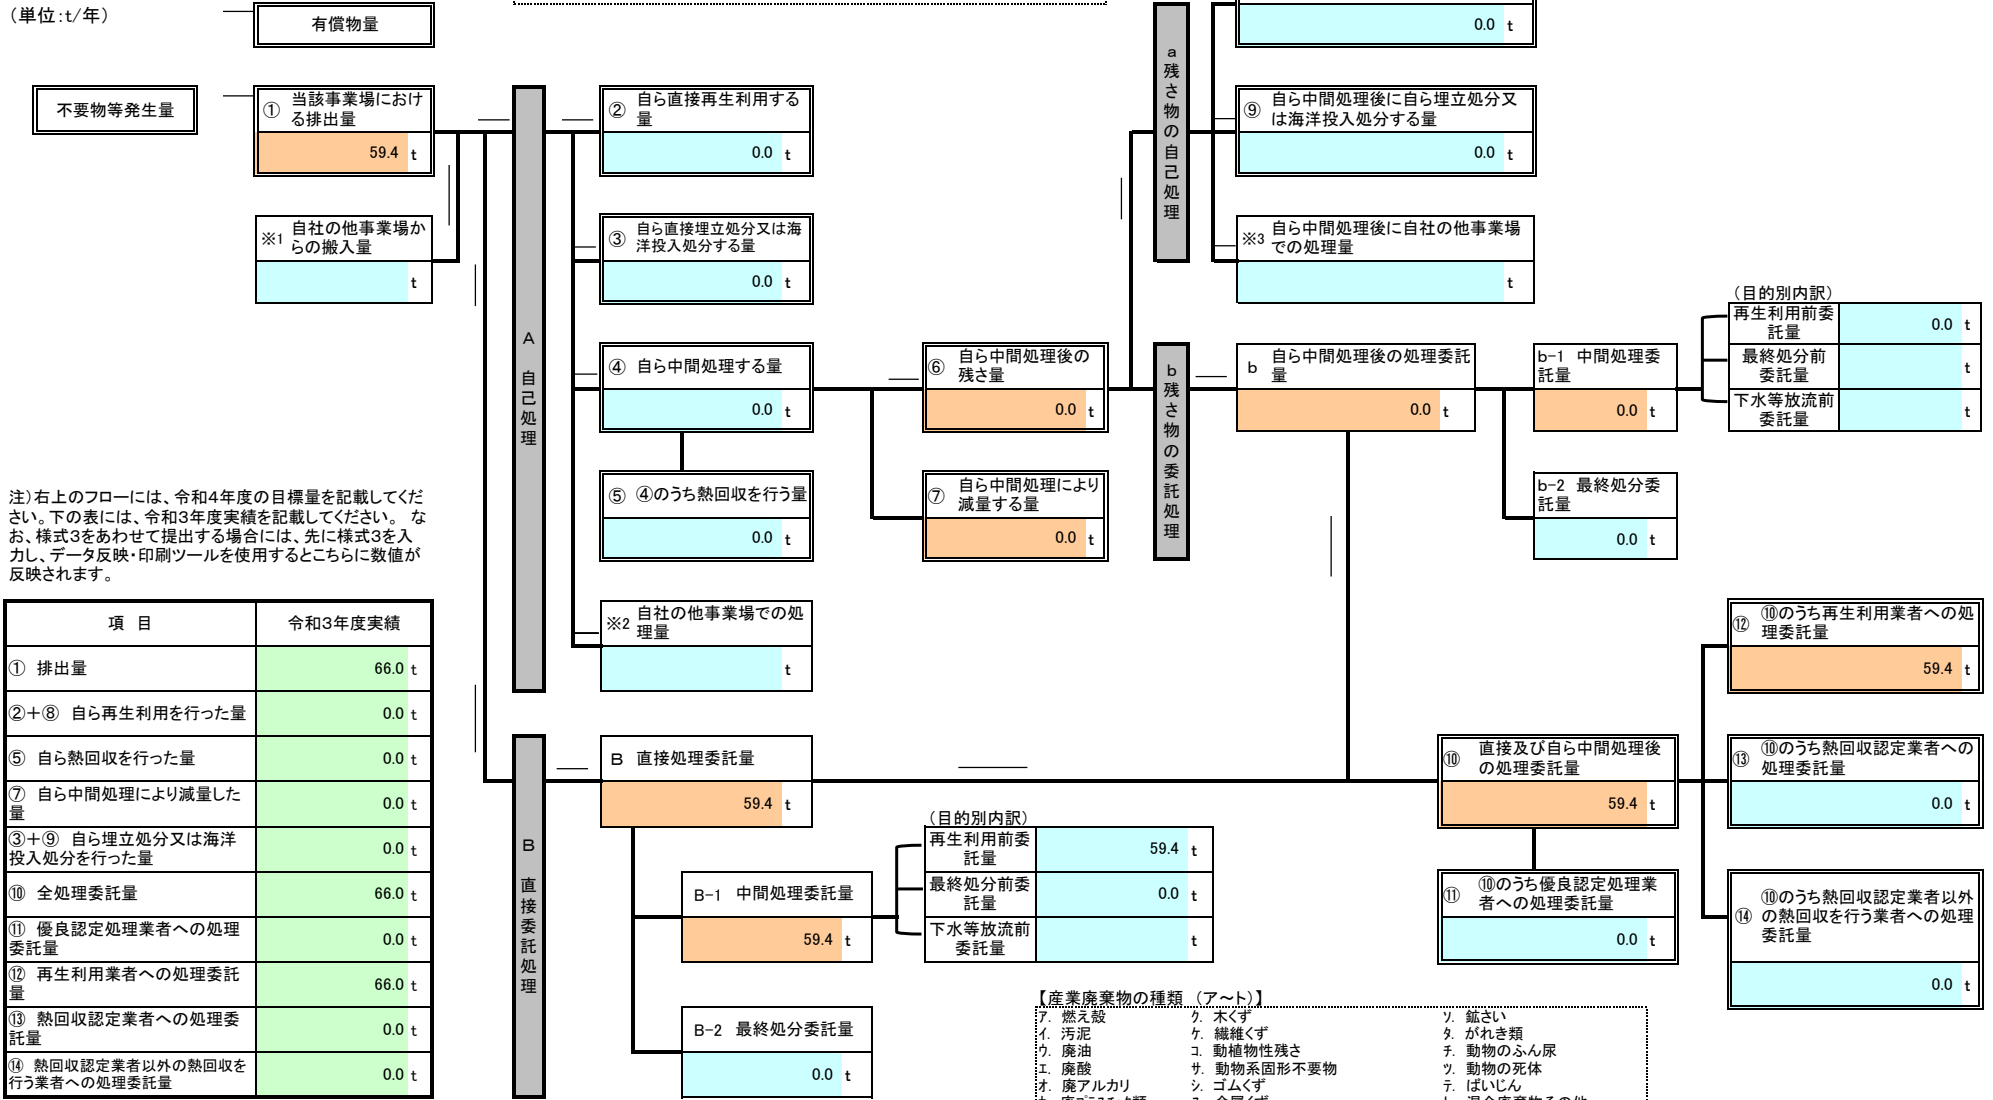 （単位:t/年）
有償物量
0.0 t
不要物等発生量
① 当該事業場におけ
る排出量
59.4 t
※1 自社の他事業場か
らの搬入量
t
A 自己処理
② 自ら直接再生利用する
量
0.0 t
③ 自ら直接埋立処分又は海
洋投入処分する量
0.0 t
④ 自ら中間処理する量
0.0 t
⑤ ④のうち熱回収を行う量
0.0 t
※2 自社の他事業場での処
理量
t
⑥ 自ら中間処理後の
残さ量
0.0 t
⑦ 自ら中間処理により
減量する量
0.0 t
a残さ物の自己処理
⑨ 自ら中間処理後に自ら埋立処分又
は海洋投入処分する量
0.0 t
※3 自ら中間処理後に自社の他事業場
での処理量
t
b残さ物の委託処理
b 自ら中間処理後の処理委託
量
0.0 t
b-1 中間処理委
託量
0.0 t
b-2 最終処分委
託量
0.0 t
（目的別内訳）
再生利用前委
託量
0.0 t
最終処分前
委託量
t
下水等放流前
委託量
t
注)右上のフローには、令和4年度の目標量を記載してくだ
さい。下の表には、令和3年度実績を記載してください。 な
お、様式3をあわせて提出する場合には、先に様式3を入
力し、データ反映・印刷ツールを使用するとこちらに数値が
反映されます。
項 目 令和3年度実績
① 排出量 66.0 t
②＋⑧ 自ら再生利用を行った量 0.0 t
⑤ 自ら熱回収を行った量 0.0 t
⑦ 自ら中間処理により減量した
量 0.0 t
③＋⑨ 自ら埋立処分又は海洋
投入処分を行った量 0.0 t
⑩ 全処理委託量 66.0 t
⑪ 優良認定処理業者への処理
委託量 0.0 t
⑫ 再生利用業者への処理委託
量 66.0 t
⑬ 熱回収認定業者への処理委
託量 0.0 t
⑭ 熱回収認定業者以外の熱回収を
行う業者への処理委託量 0.0 t
B 直接委託処理
B 直接処理委託量
59.4 t
B-1 中間処理委託量
59.4 t
B-2 最終処分委託量
0.0 t
（目的別内訳）
再生利用前委
託量
59.4 t
最終処分前委
託量
0.0 t
下水等放流前
委託量
t
⑩ 直接及び自ら中間処理後
の処理委託量
59.4 t
⑪ ⑩のうち優良認定処理業
者への処理委託量
0.0 t
⑫ ⑩のうち再生利用業者への処
理委託量
59.4 t
⑬ ⑩のうち熱回収認定業者への
処理委託量
0.0 t
⑭ ⑩のうち熱回収認定業者以外
の熱回収を行う業者への処理
委託量
0.0 t
【産業廃棄物の種類 （ア～ト）】
ア. 燃え殻 ク. 木くず ソ. 鉱さい
イ. 汚泥 ケ. 繊維くず タ. がれき類
ウ. 廃油 コ. 動植物性残さ チ. 動物のふん尿
エ. 廃酸 サ. 動物系固形不要物 ツ. 動物の死体
オ. 廃アルカリ シ. ゴムくず テ. ばいじん